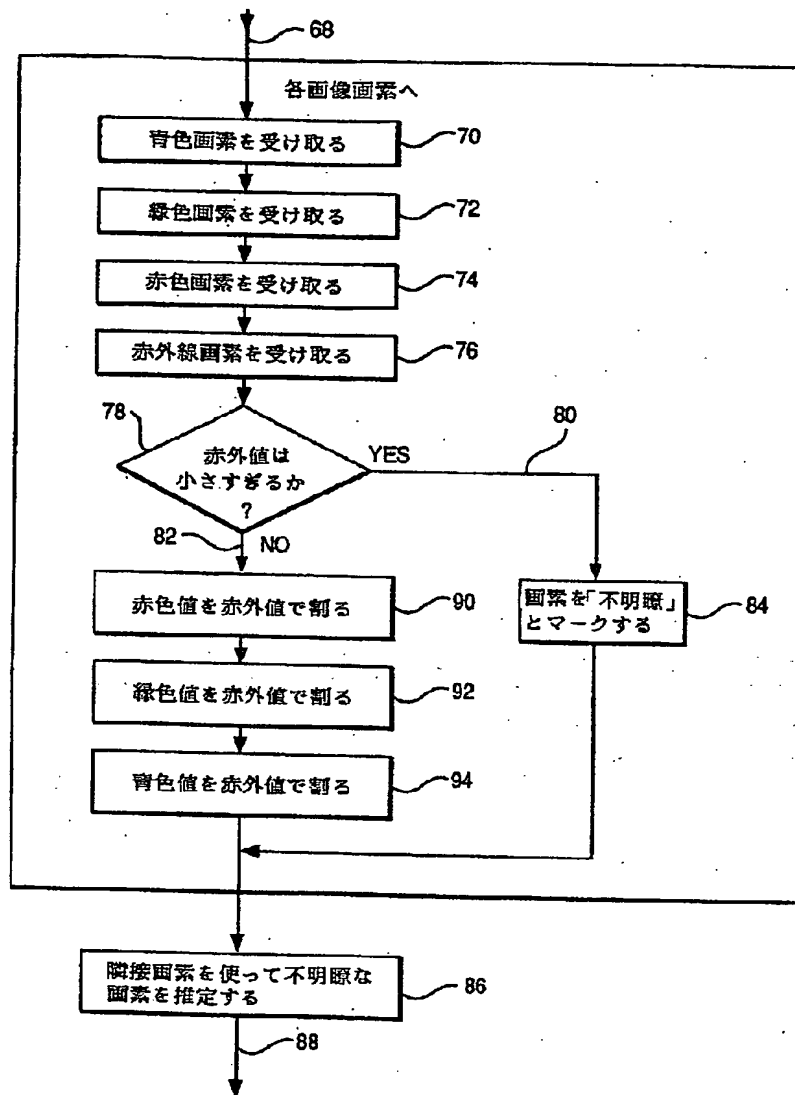 68
各画像画素へ
青色画素を受け取る
70
緑色画素を受け取る
72
赤色画素を受け取る
74
赤外線画素を受け取る
76
78
赤外値は
小さすぎるか
?
YES
80
82
NO
赤色値を赤外値で割る
90
画素を「不明瞭」
とマークする
84
緑色値を赤外値で割る
92
青色値を赤外値で割る
94
隣接画素を使って不明瞭な
画素を推定する
86
88